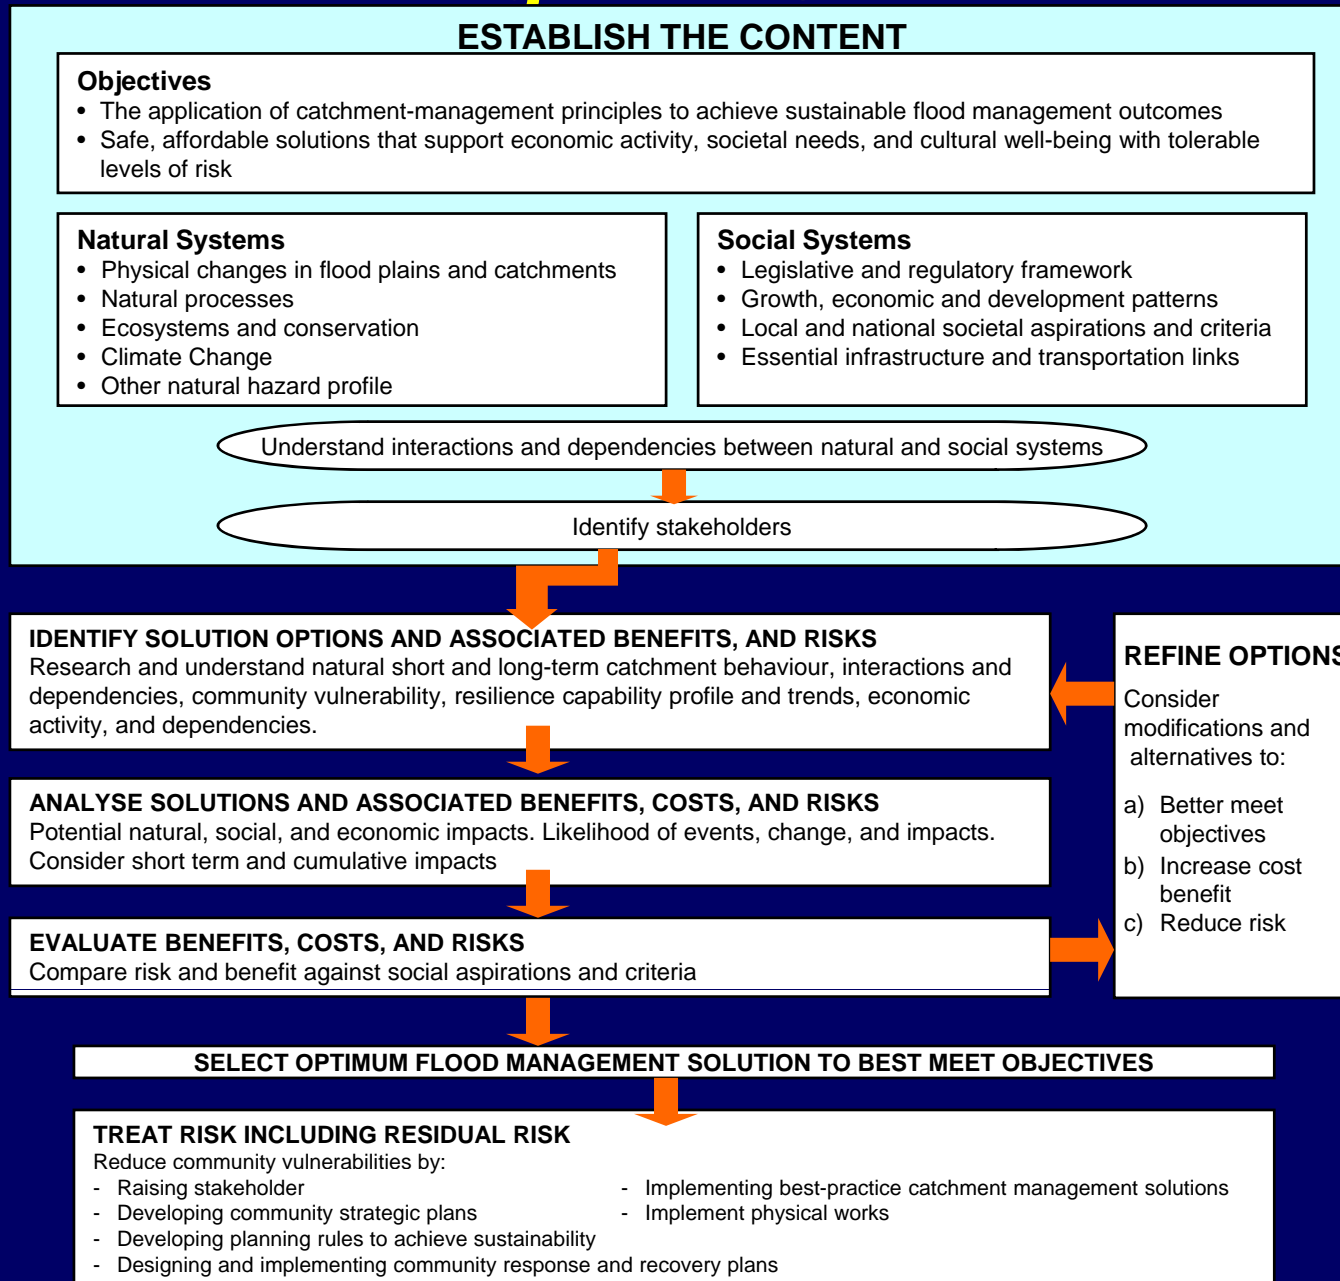 ESTABLISH THE CONTENT
Objectives
• The application of catchment-management principles to achieve sustainable flood management outcomes
• Safe, affordable solutions that support economic activity, societal needs, and cultural well-being with tolerable
levels of risk
Natural Systems
• Physical changes in flood plains and catchments
• Natural processes
• Ecosystems and conservation
• Climate Change
• Other natural hazard profile
Social Systems
• Legislative and regulatory framework
• Growth, economic and development patterns
• Local and national societal aspirations and criteria
• Essential infrastructure and transportation links
Understand interactions and dependencies between natural and social systems
Identify stakeholders
IDENTIFY SOLUTION OPTIONS AND ASSOCIATED BENEFITS, AND RISKS
Research and understand natural short and long-term catchment behaviour, interactions and
dependencies, community vulnerability, resilience capability profile and trends, economic
activity, and dependencies.
ANALYSE SOLUTIONS AND ASSOCIATED BENEFITS, COSTS, AND RISKS
Potential natural, social, and economic impacts. Likelihood of events, change, and impacts.
Consider short term and cumulative impacts
EVALUATE BENEFITS, COSTS, AND RISKS
Compare risk and benefit against social aspirations and criteria
REFINE OPTIONS
Consider
modifications and
alternatives to:
a) Better meet
objectives
b) Increase cost
benefit
c) Reduce risk
SELECT OPTIMUM FLOOD MANAGEMENT SOLUTION TO BEST MEET OBJECTIVES
TREAT RISK INCLUDING RESIDUAL RISK
Reduce community vulnerabilities by:
- Raising stakeholder
- Developing community strategic plans
- Developing planning rules to achieve sustainability
- Designing and implementing community response and recovery plans
- Implementing best-practice catchment management solutions
- Implement physical works